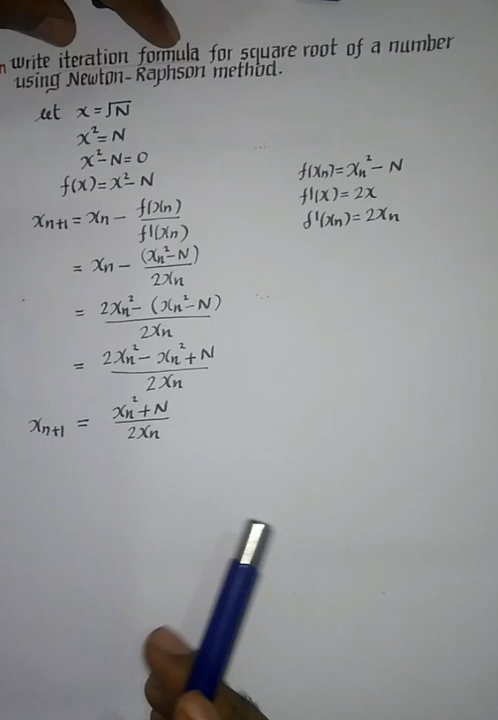 n write iteration formula for square root of a number
using Newton-Raphson method.
let x = √N
x² = N
x² - N = 0
f(x) = x² - N
xₙ₊₁ = xₙ - f(xₙ) / f'(xₙ)
= xₙ - (xₙ² - N) / 2xₙ
= 2xₙ² - (xₙ² - N) / 2xₙ
= 2xₙ² - xₙ² + N / 2xₙ
xₙ₊₁ = xₙ² + N / 2xₙ
f(xₙ) = xₙ² - N
f'(x) = 2x
f'(xₙ) = 2xₙ